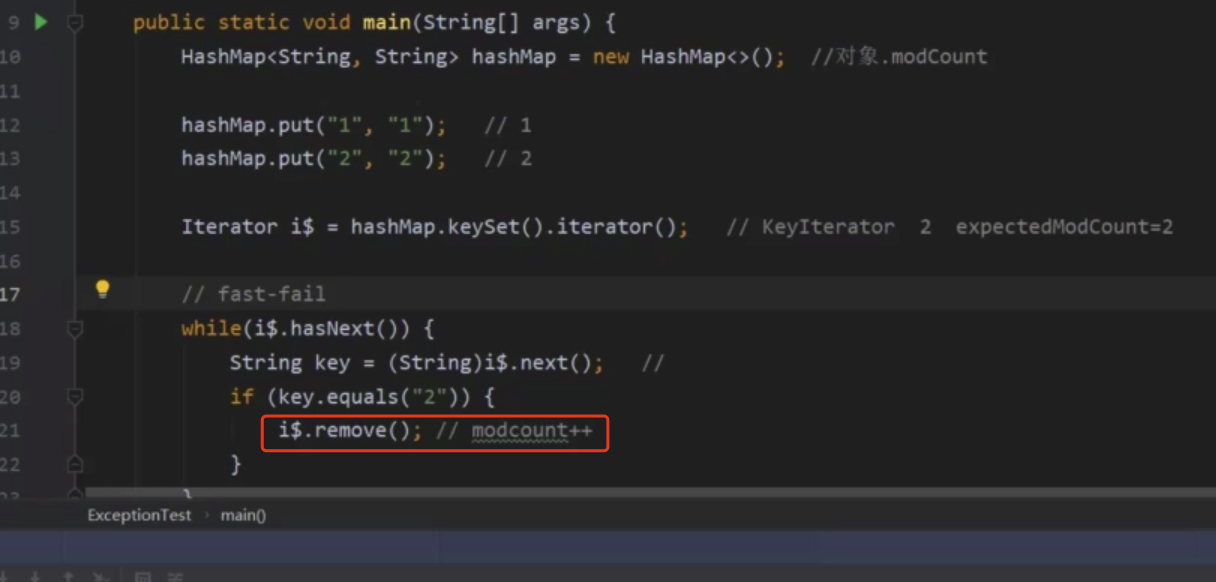 9 public static void main(String[] args) {
10 HashMap<String, String> hashMap = new HashMap<>(); //对象.modCount
11
12 hashMap.put("1", "1"); // 1
13 hashMap.put("2", "2"); // 2
14
15 Iterator i$ = hashMap.keySet().iterator(); // KeyIterator 2 expectedModCount=2
16
17 // fast-fail
18 while(i$.hasNext()) {
19 String key = (String)i$.next(); //
20 if (key.equals("2")) {
21 i$.remove(); // modcount++
22 }
23 }
ExceptionTest › main()